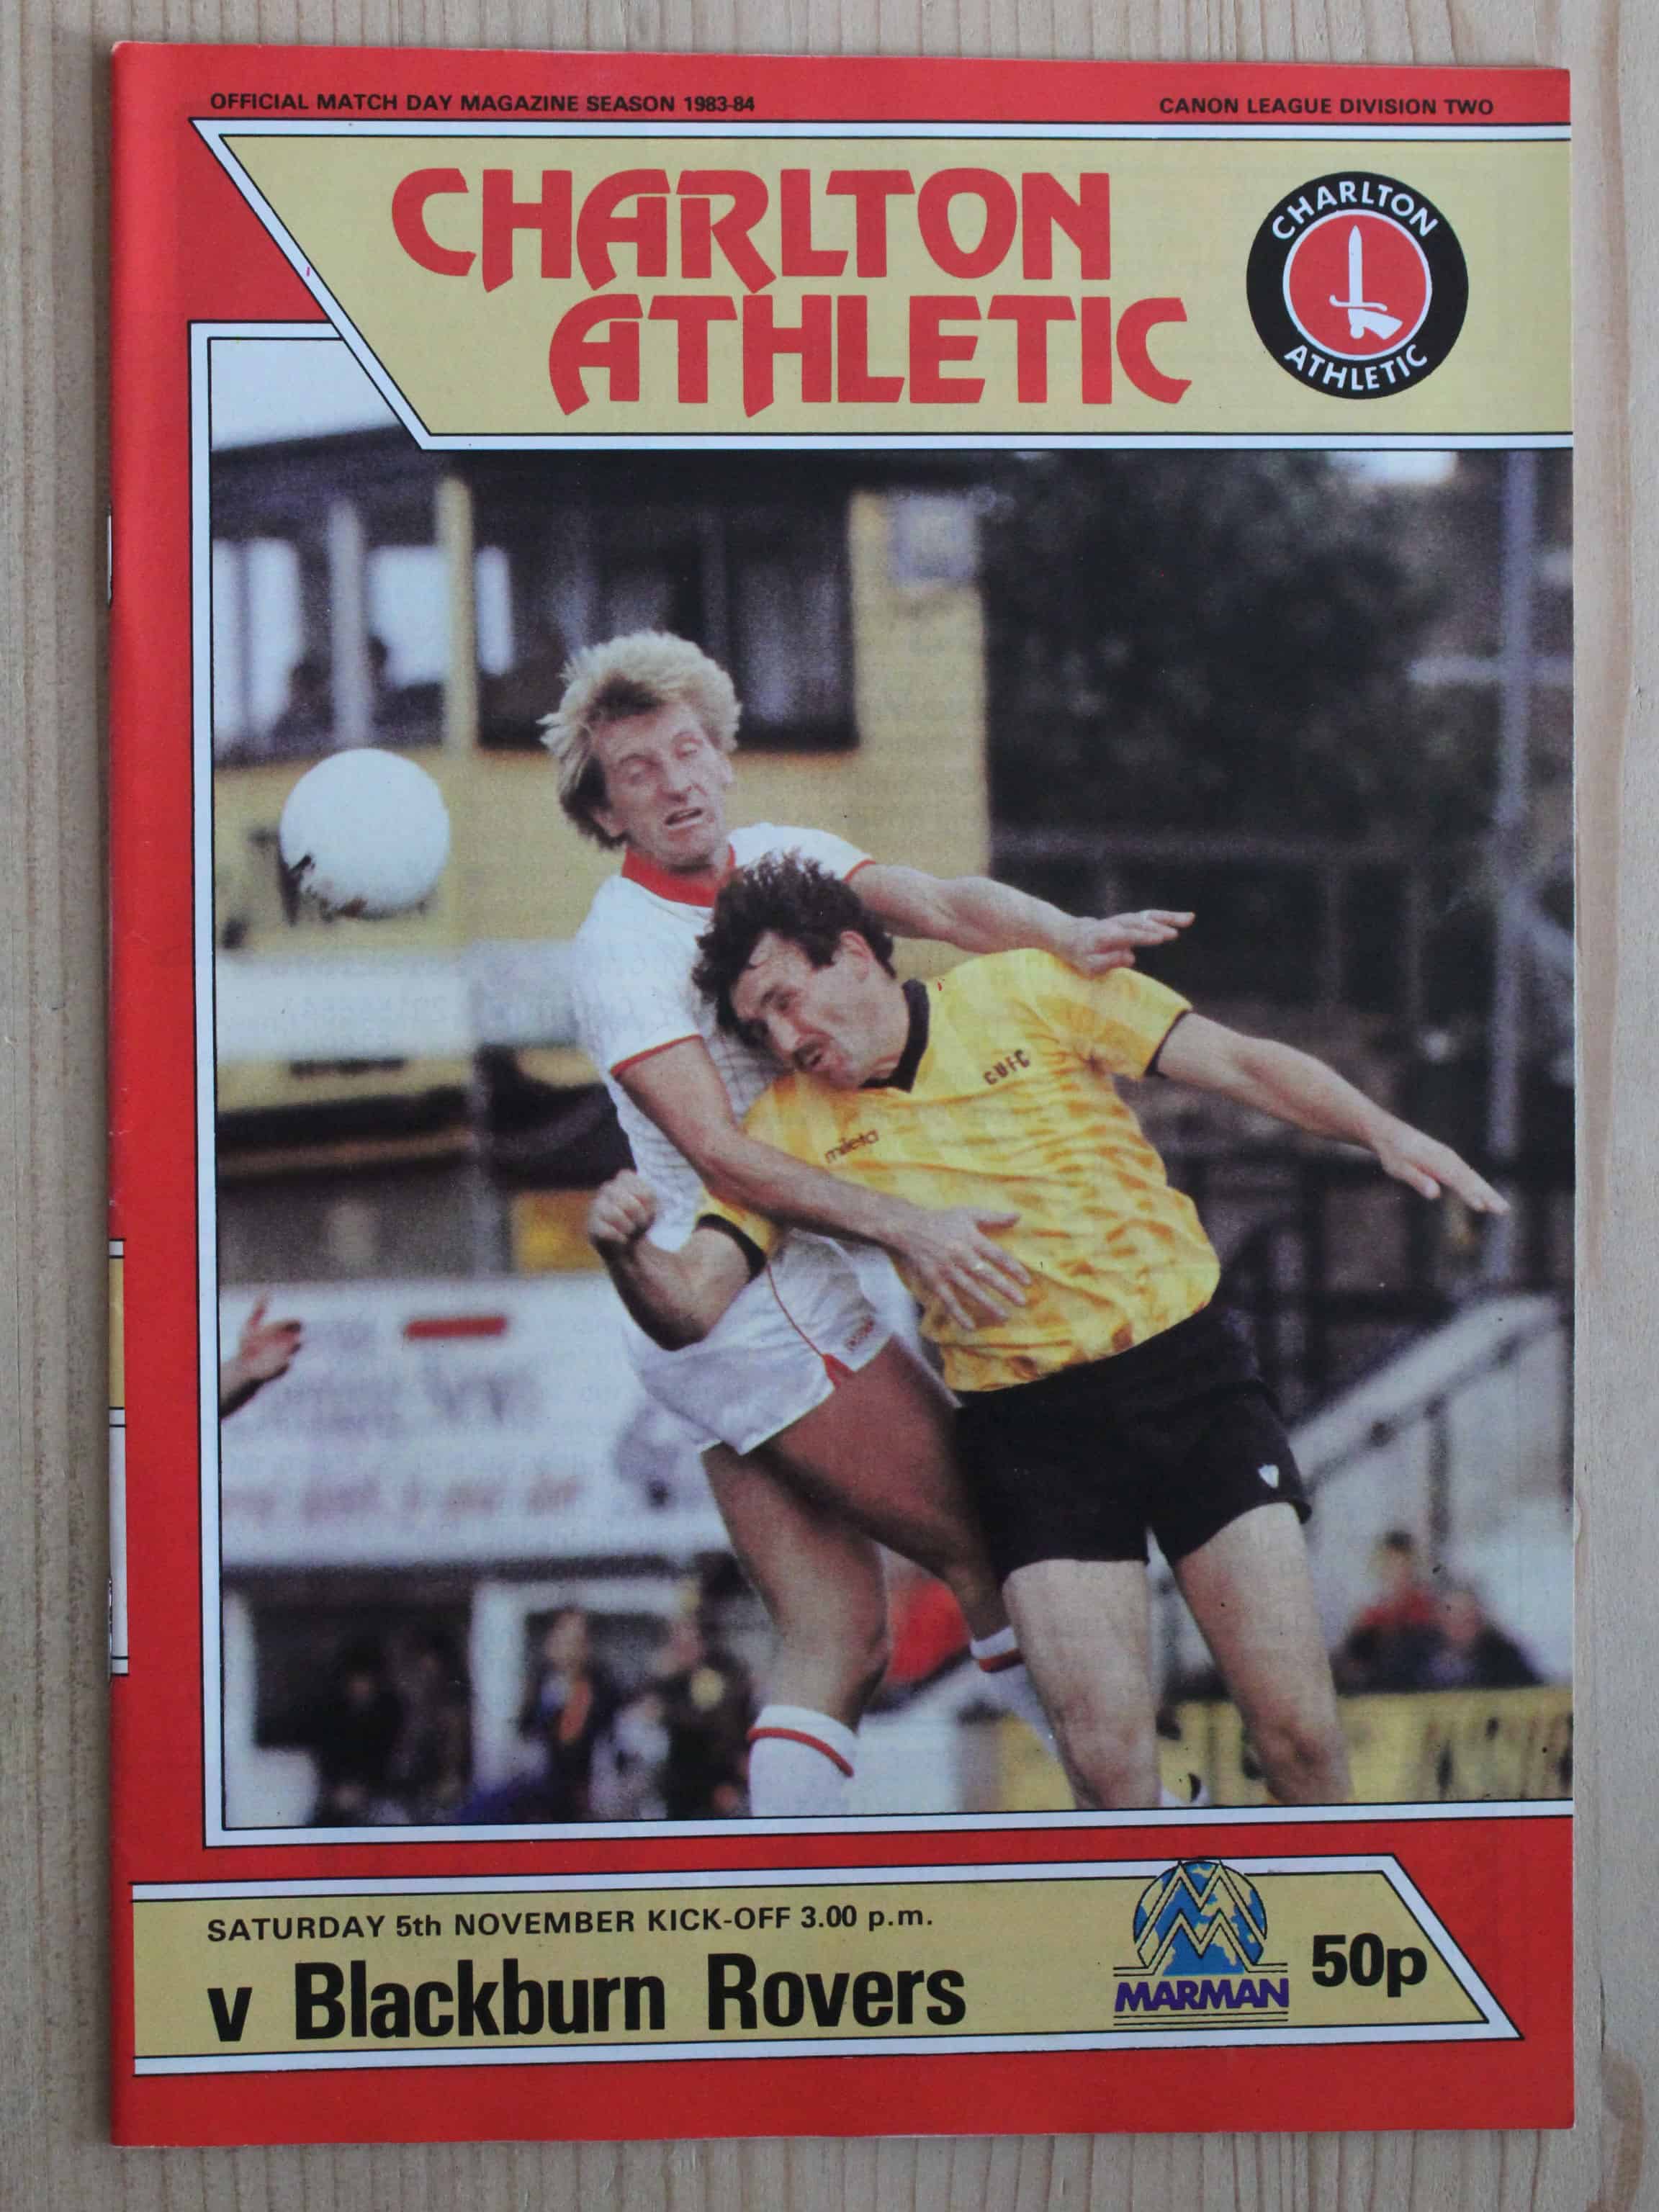 OFFICIAL MATCH DAY MAGAZINE SEASON 1983-84
CANON LEAGUE DIVISION TWO
CHARLTON
ATHLETIC
CHARLTON
ATHLETIC
CUFC
mileta
SATURDAY 5th NOVEMBER KICK-OFF 3.00 p.m.
v Blackburn Rovers
MARMAN
50p